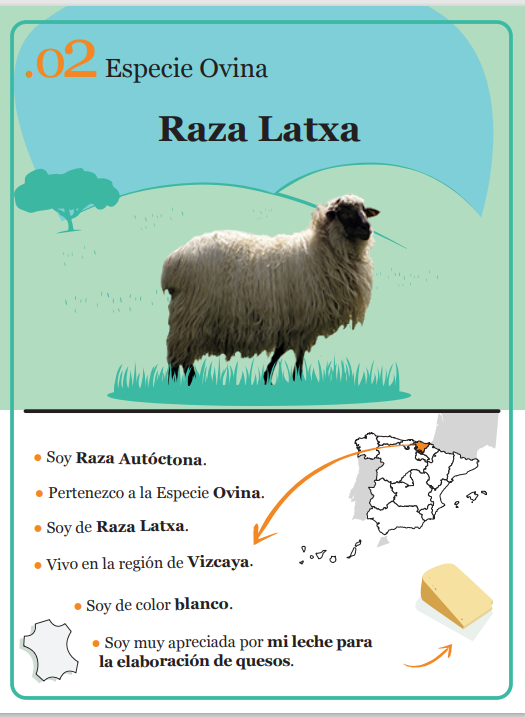 .02 Especie Ovina
Raza Latxa
Soy Raza Autóctona.
Pertenezco a la Especie Ovina.
Soy de Raza Latxa.
Vivo en la región de Vizcaya.
Soy de color blanco.
Soy muy apreciada por mi leche para
la elaboración de quesos.